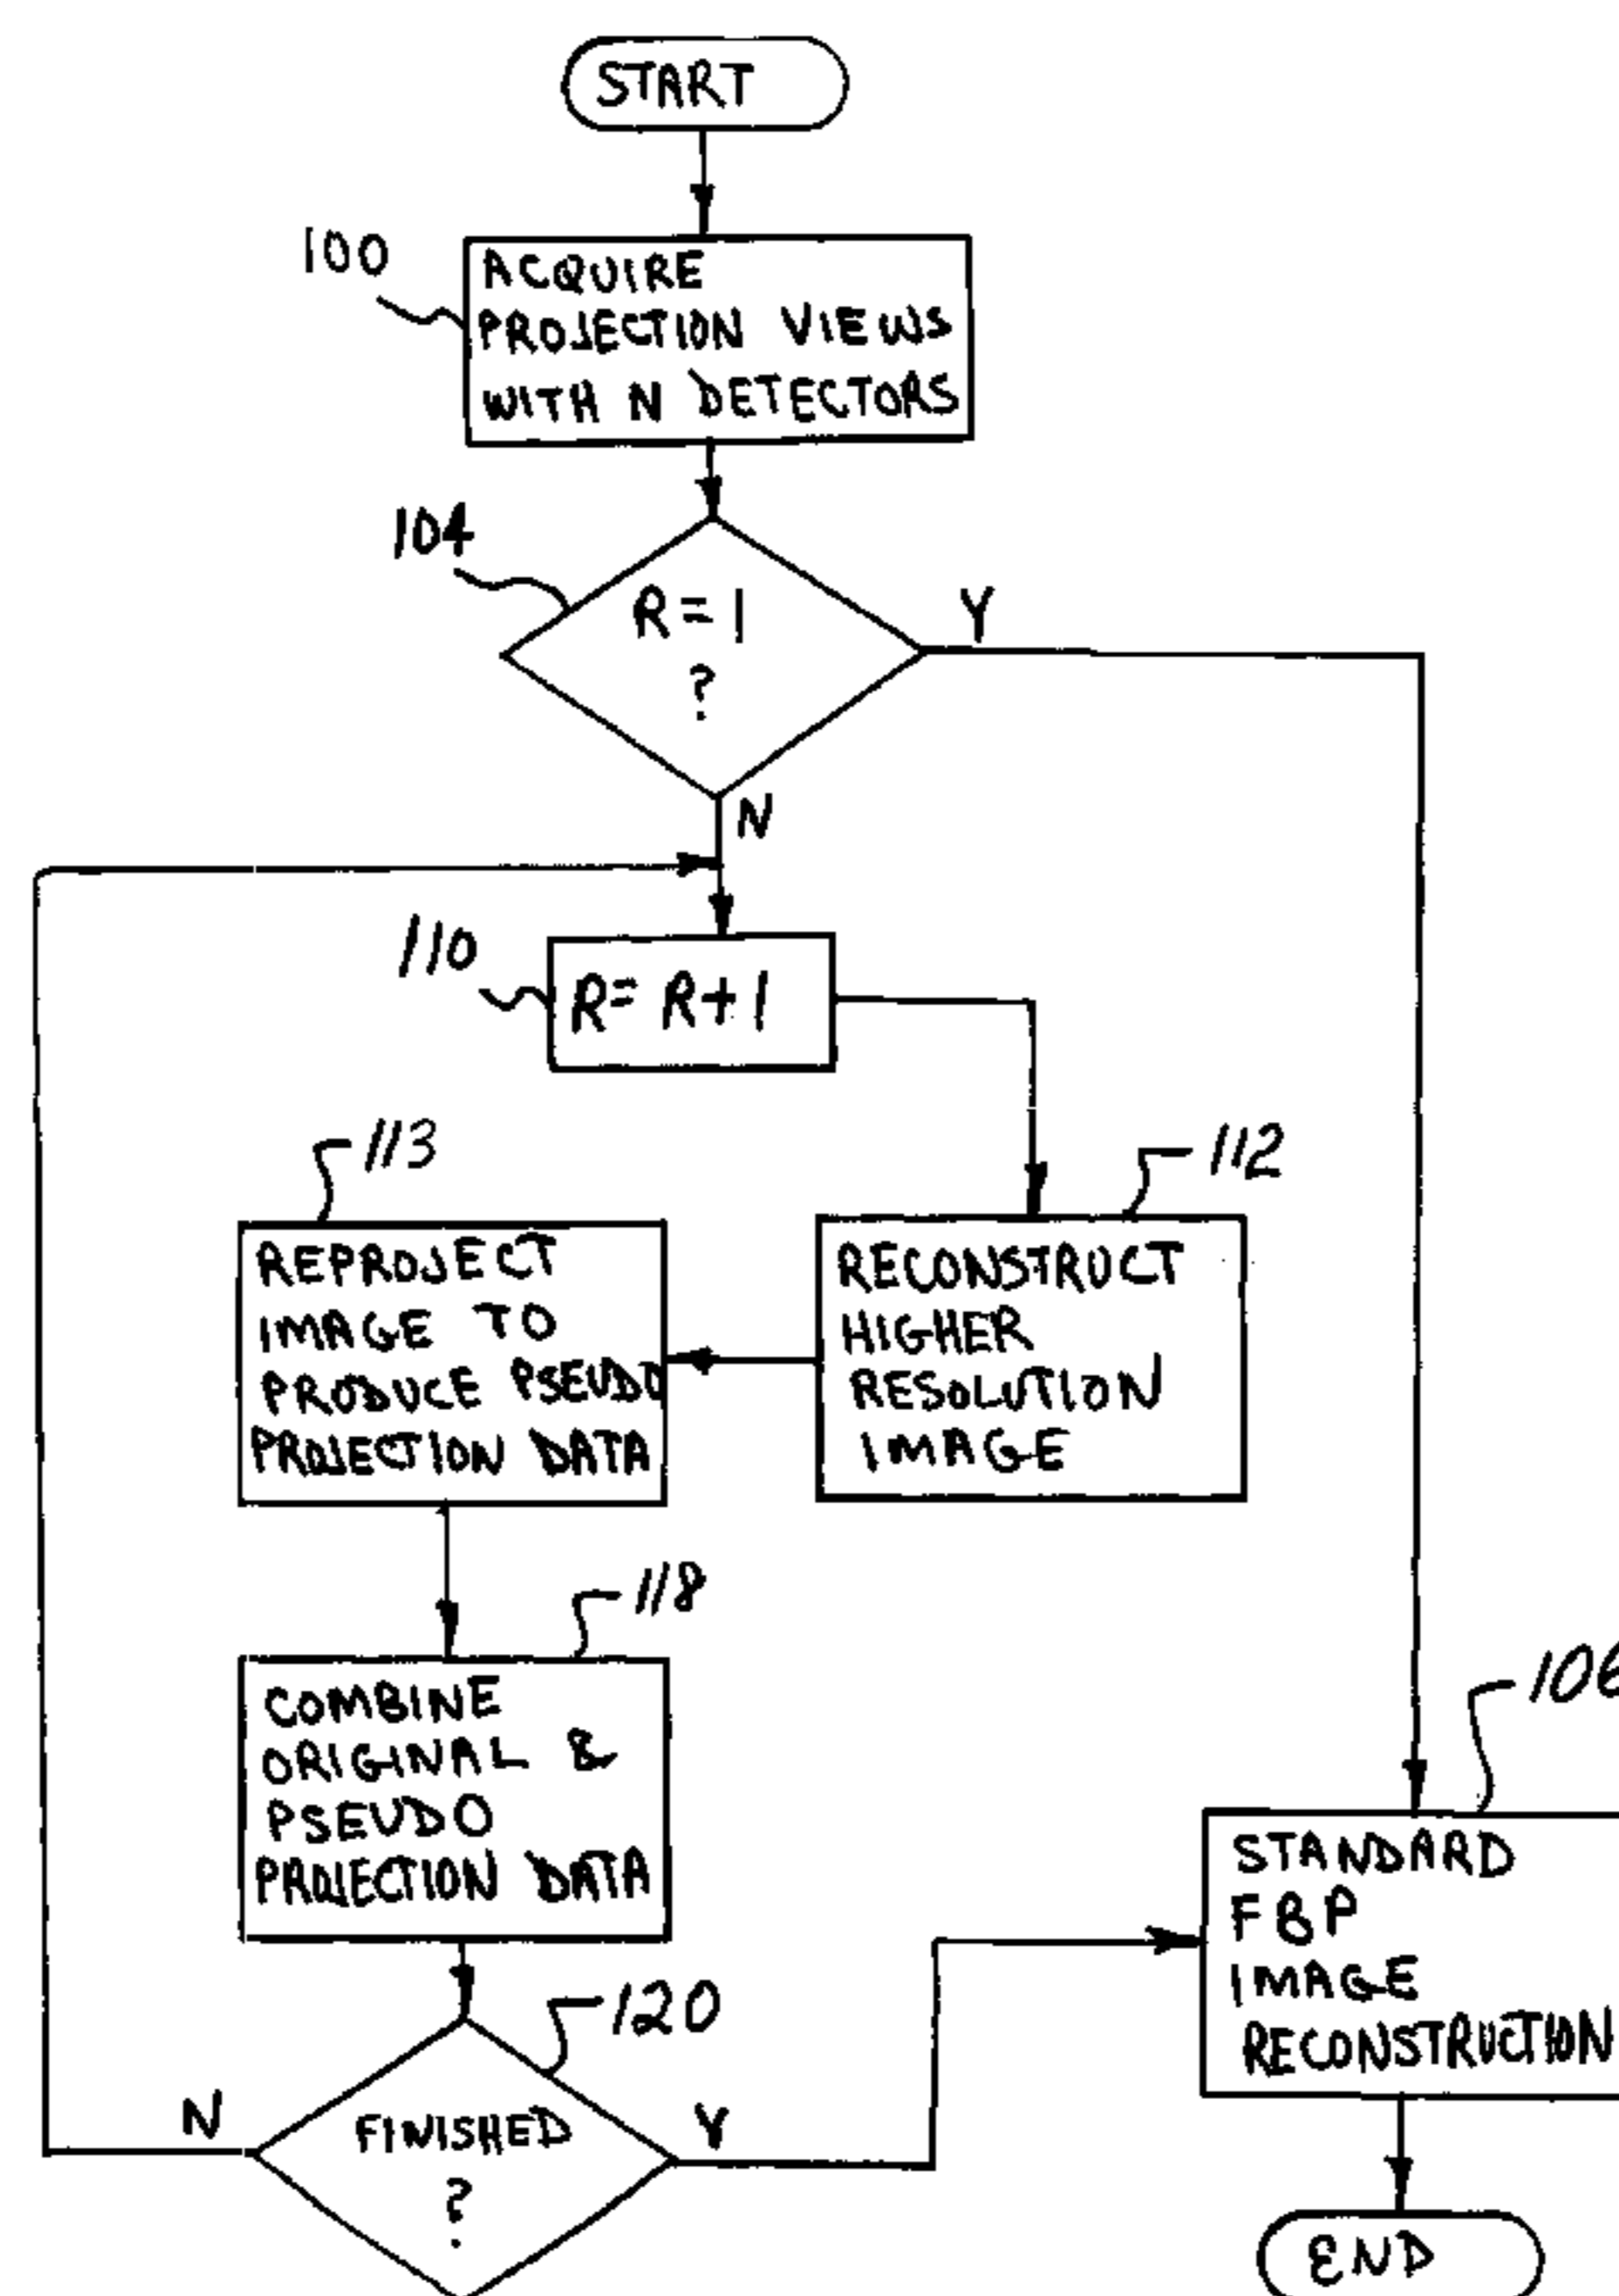 START
100
ACQUIRE
PROJECTION VIEWS
WITH N DETECTORS
104
R=1
?
Y
N
110
R=R+1
113
112
REPROJECT
IMAGE TO
PRODUCE PSEUDO
PROJECTION DATA
RECONSTRUCT
HIGHER
RESOLUTION
IMAGE
118
COMBINE
ORIGINAL &
PSEUDO
PROJECTION DATA
106
STANDARD
FBP
IMAGE
RECONSTRUCTION
120
N
FINISHED
?
Y
END